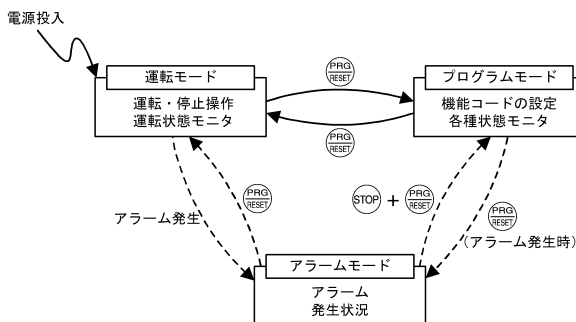 電源投入
運転モード
運転・停止操作
運転状態モニタ
PRG
RESET
PRG
RESET
プログラムモード
機能コードの設定
各種状態モニタ
アラーム発生
PRG
RESET
STOP + PRG
RESET
PRG
RESET
(アラーム発生時)
アラームモード
アラーム
発生状況